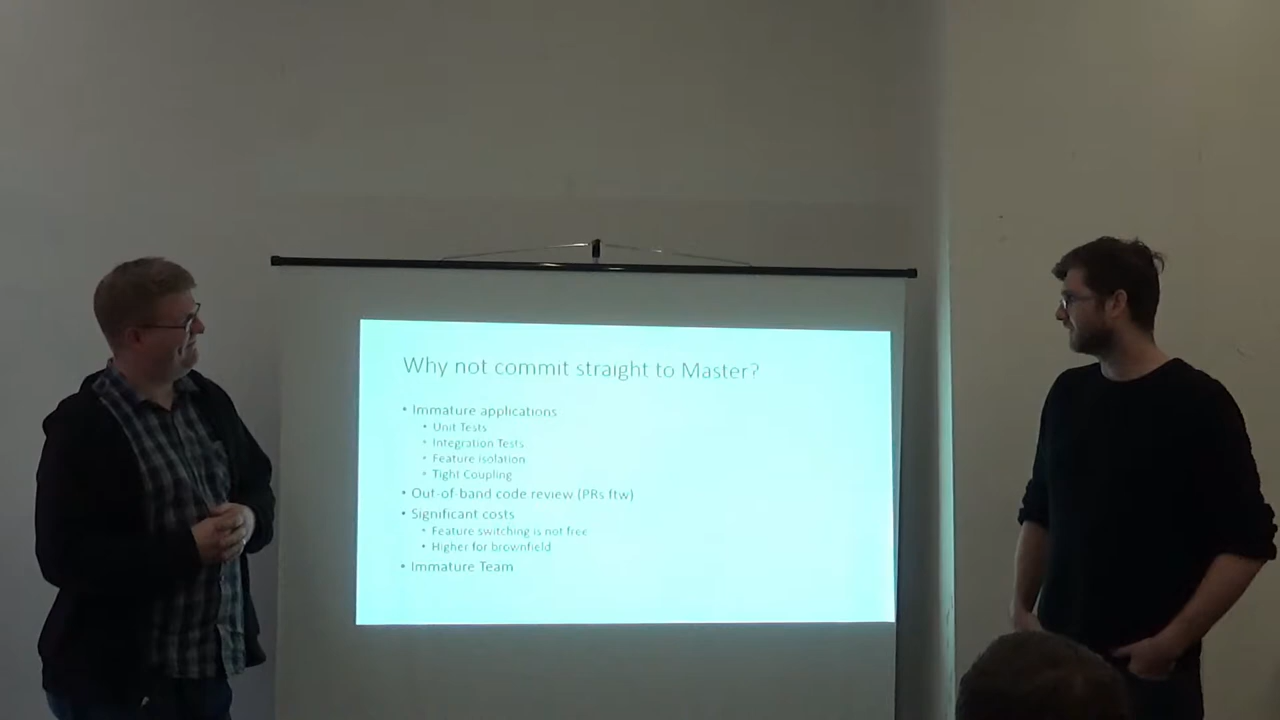 Why not commit straight to Master?
• Immature applications
• Unit Tests
• Integration Tests
• Feature isolation
• Tight Coupling
• Out-of-band code review (PRs ftw)
• Significant costs
• Feature switching is not free
• Higher for brownfield
• Immature Team